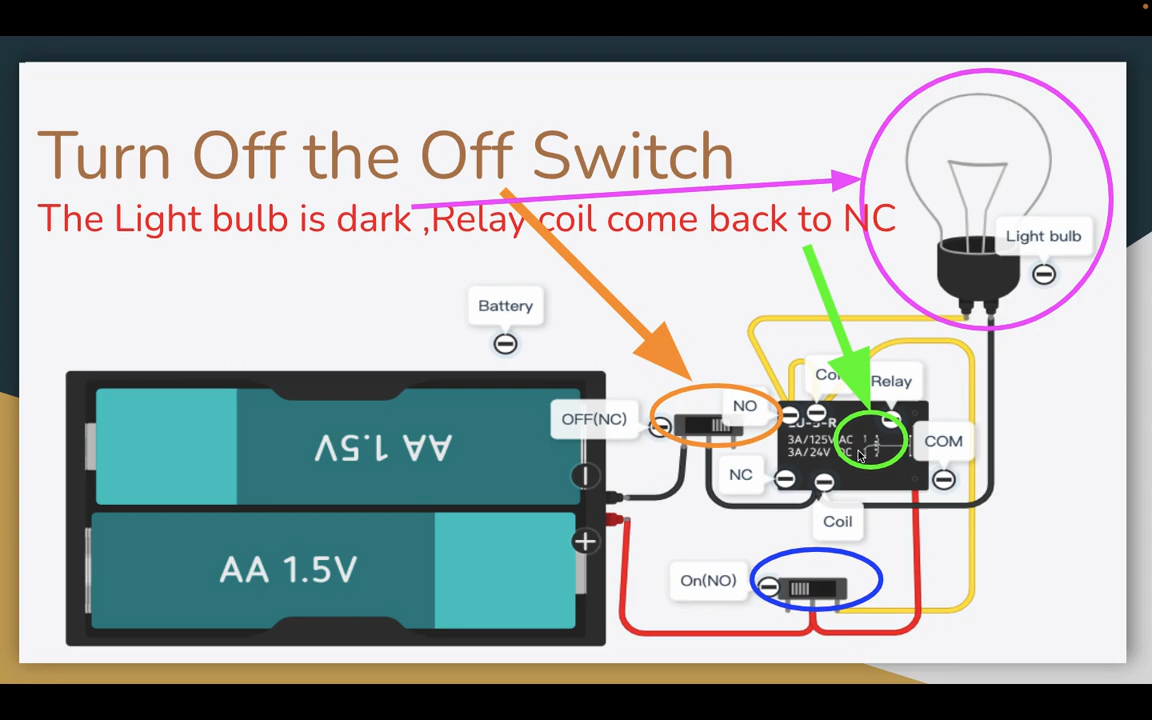 Turn Off the Off Switch
The Light bulb is dark ,Relay coil come back to NC
Light bulb
Battery
Relay
OFF(NC)
NO
3A/125V AC
3A/24V DC
COM
NC
Coil
On(NO)
AA 1.5V
AA 1.5V